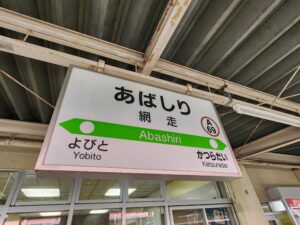 あばしり
網走
A
69
Abashiri
よびと
Yobito
かつらだい
Katsuradai